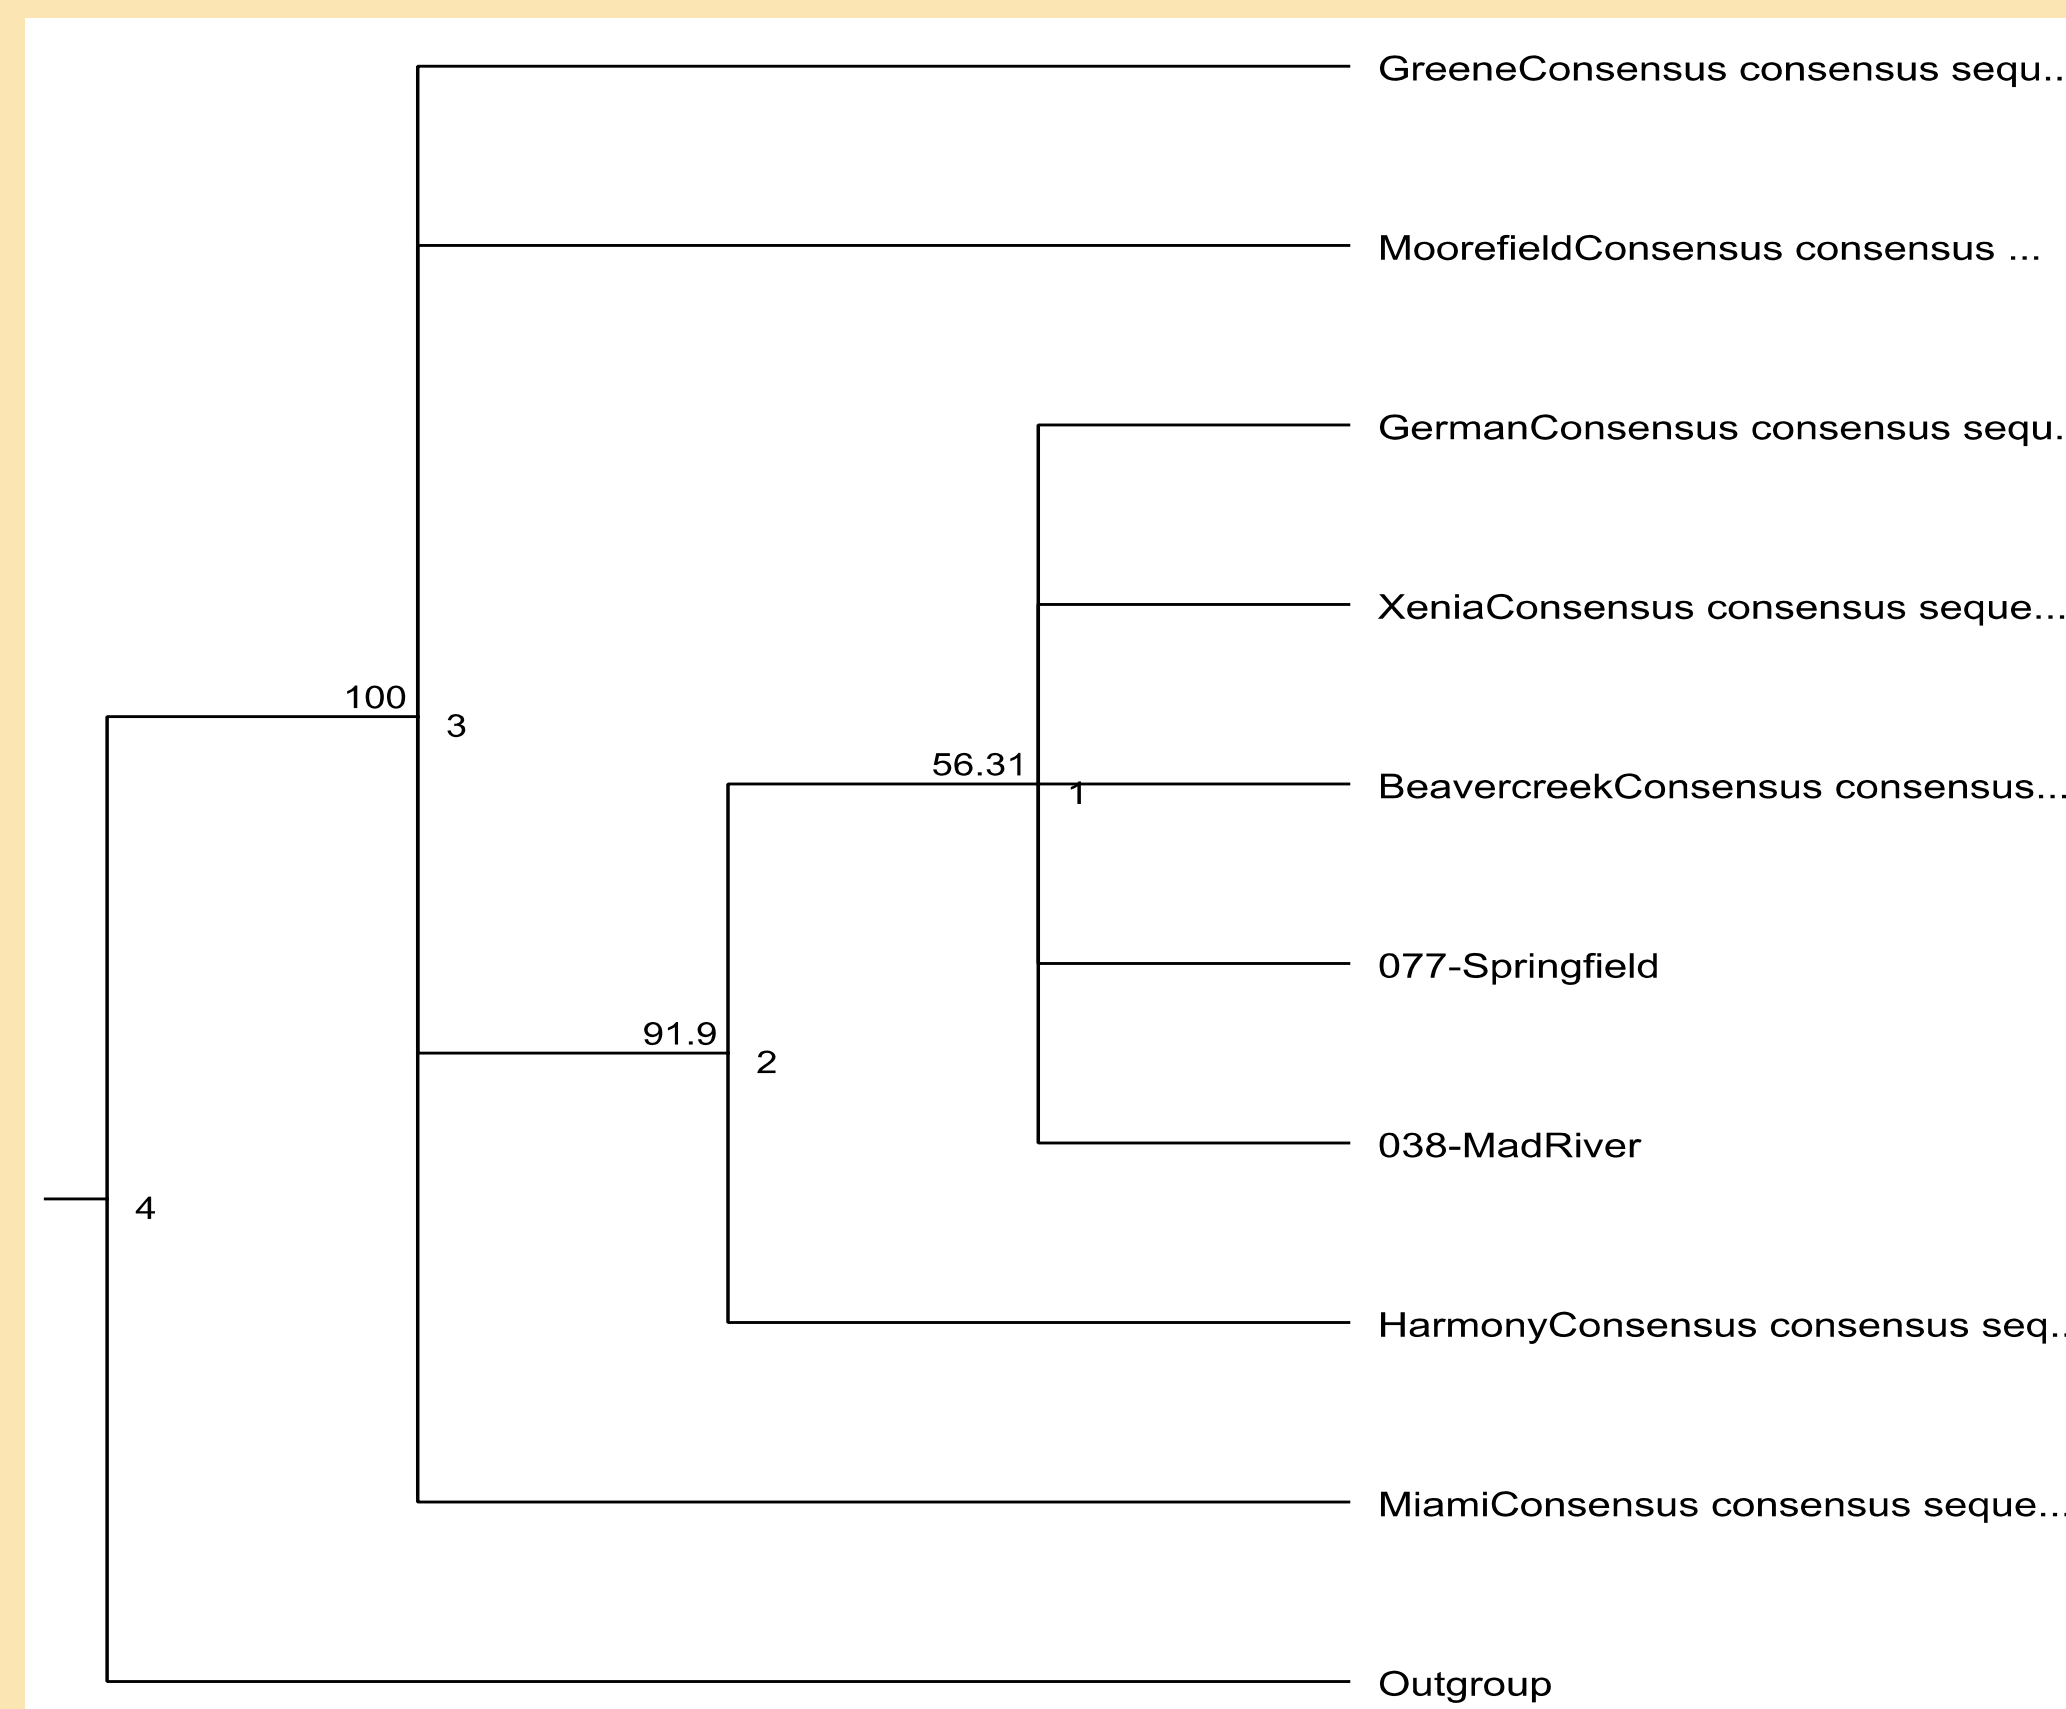 GreeneConsensus consensus sequ...
MoorefieldConsensus consensus ...
GermanConsensus consensus sequ.
XeniaConsensus consensus seque...
100
3
56.31
1
BeavercreekConsensus consensus...
077-Springfield
91.9
2
038-MadRiver
4
HarmonyConsensus consensus seq..
MiamiConsensus consensus seque...
Outgroup